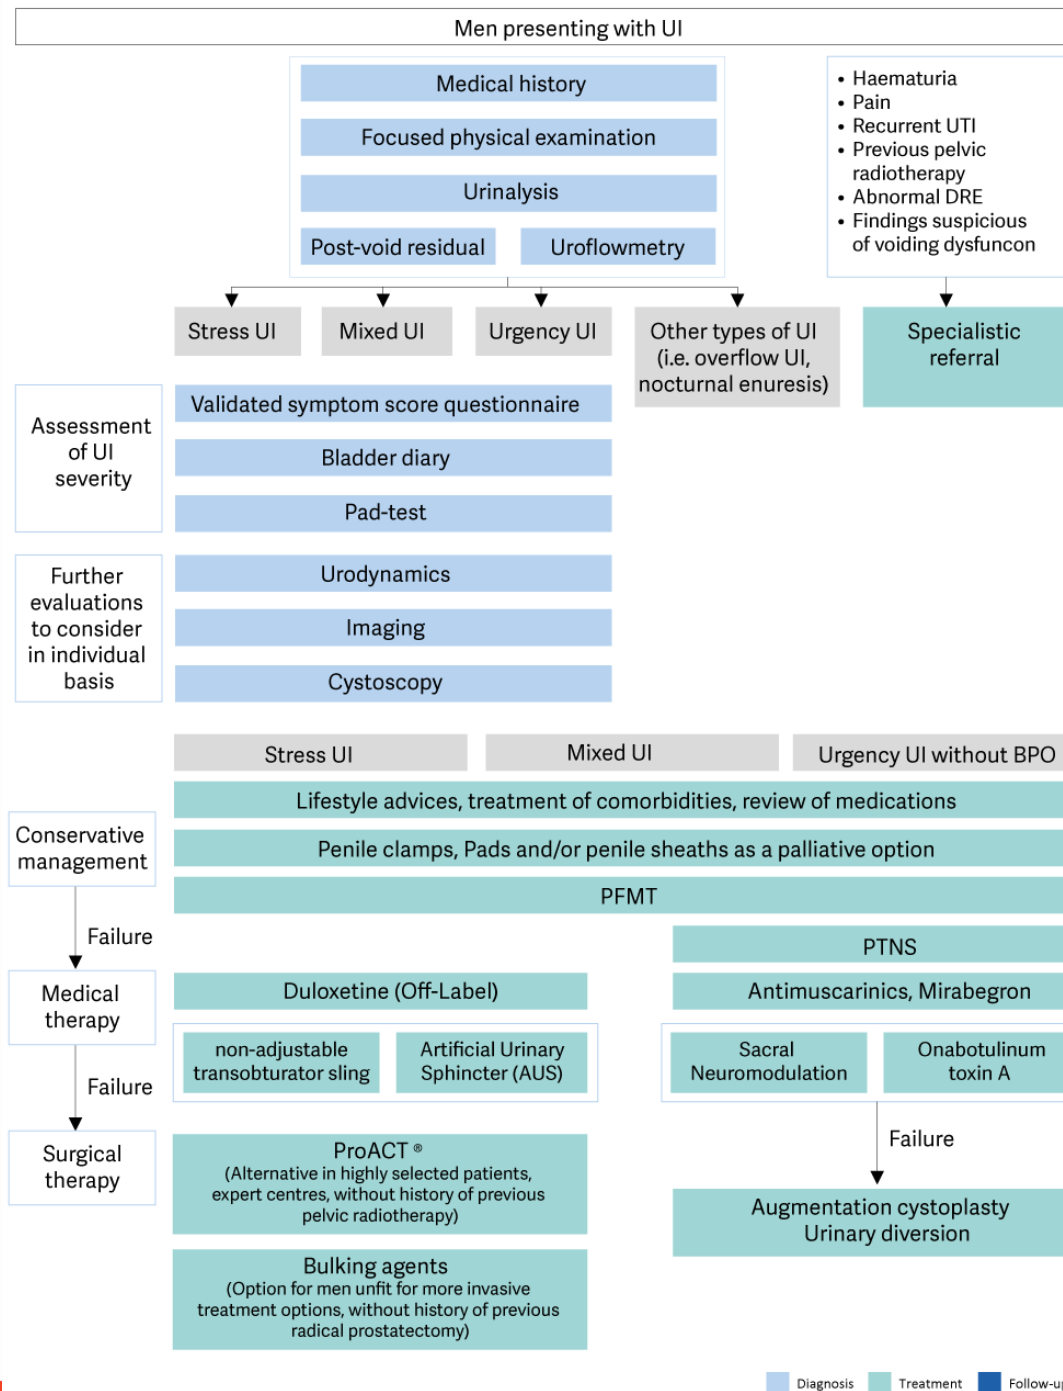 Men presenting with UI
Medical history
Focused physical examination
Urinalysis
Post-void residual
Uroflowmetry
• Haematuria
• Pain
• Recurrent UTI
• Previous pelvic
radiotherapy
• Abnormal DRE
• Findings suspicious
of voiding dysfuncon
Stress UI
Mixed UI
Urgency UI
Other types of UI
(i.e. overflow UI,
nocturnal enuresis)
Specialistic
referral
Assessment
of UI
severity
Validated symptom score questionnaire
Bladder diary
Pad-test
Further
evaluations
to consider
in individual
basis
Urodynamics
Imaging
Cystoscopy
Stress UI
Mixed UI
Urgency UI without BPO
Conservative
management
Lifestyle advices, treatment of comorbidities, review of medications
Penile clamps, Pads and/or penile sheaths as a palliative option
PFMT
Failure
PTNS
Medical
therapy
Duloxetine (Off-Label)
Antimuscarinics, Mirabegron
non-adjustable
transobturator sling
Artificial Urinary
Sphincter (AUS)
Sacral
Neuromodulation
Onabotulinum
toxin A
Failure
Failure
Surgical
therapy
ProACT ®
(Alternative in highly selected patients,
expert centres, without history of previous
pelvic radiotherapy)
Augmentation cystoplasty
Urinary diversion
Bulking agents
(Option for men unfit for more invasive
treatment options, without history of previous
radical prostatectomy)
Diagnosis
Treatment
Follow-up